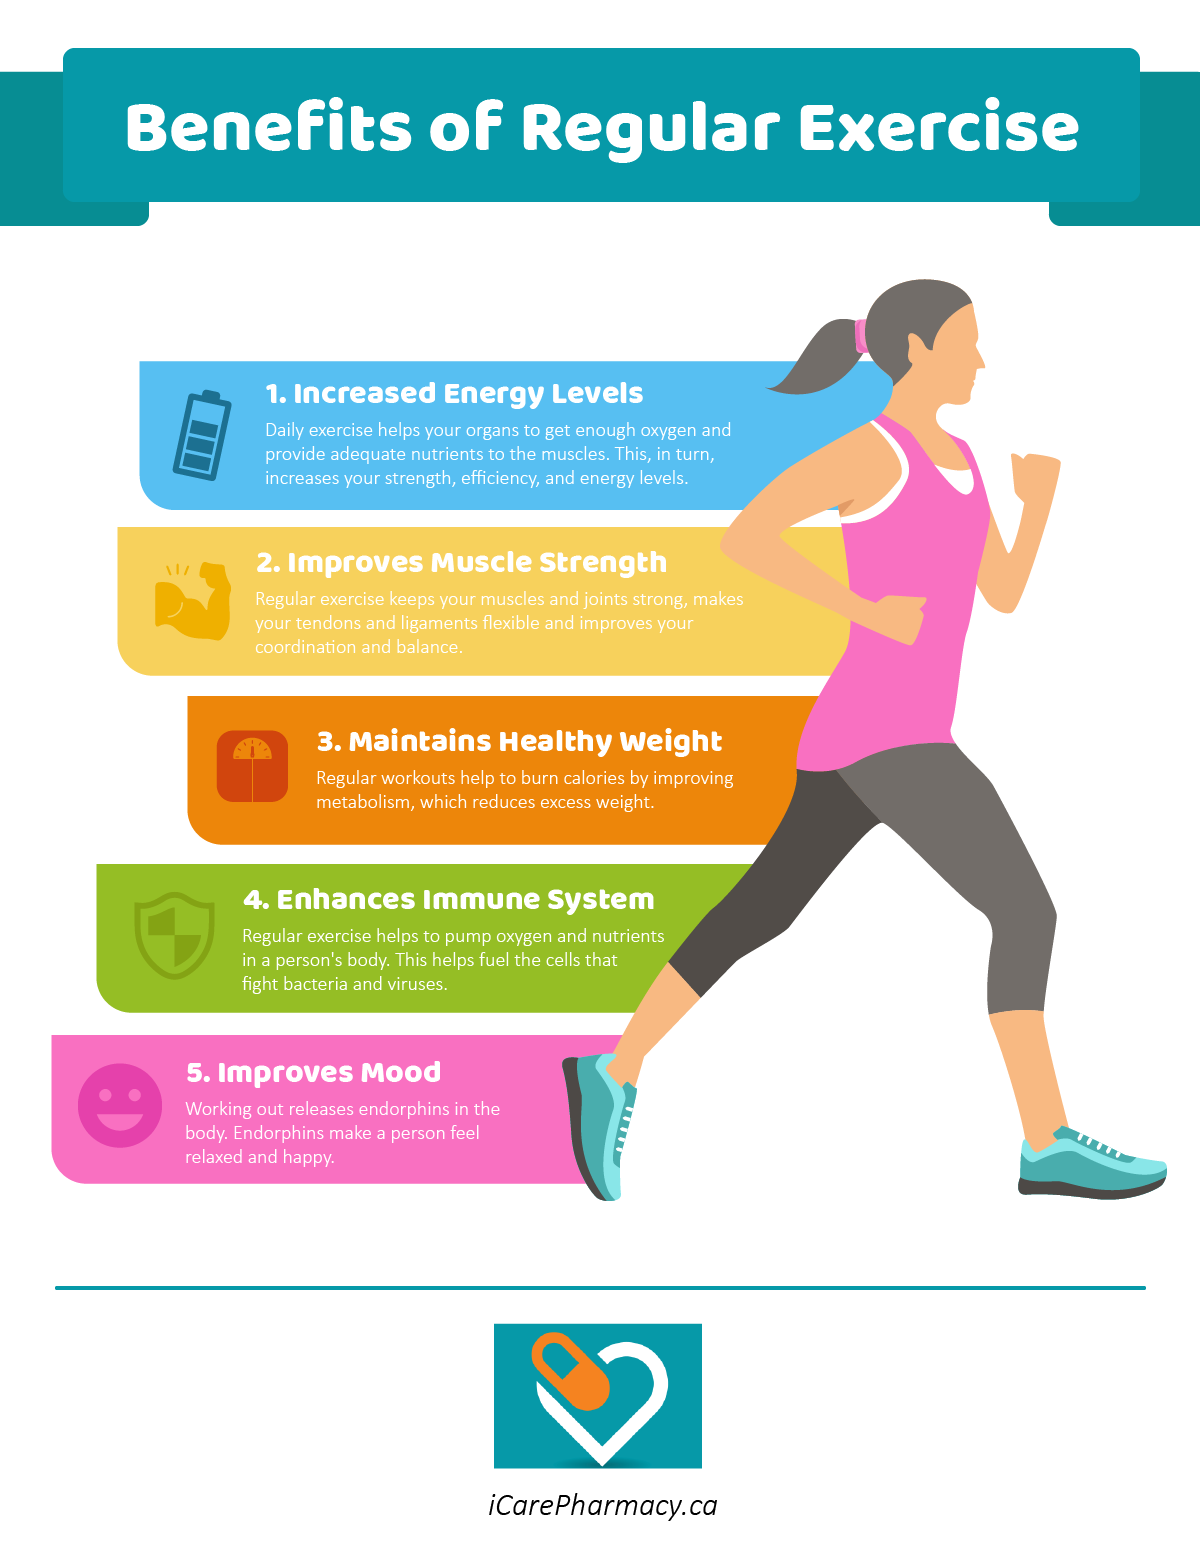 Benefits of Regular Exercise
1. Increased Energy Levels
Daily exercise helps your organs to get enough oxygen and
provide adequate nutrients to the muscles. This, in turn,
increases your strength, efficiency, and energy levels.
2. Improves Muscle Strength
Regular exercise keeps your muscles and joints strong, makes
your tendons and ligaments flexible and improves your
coordination and balance.
3. Maintains Healthy Weight
Regular workouts help to burn calories by improving
metabolism, which reduces excess weight.
4. Enhances Immune System
Regular exercise helps to pump oxygen and nutrients
in a person's body. This helps fuel the cells that
fight bacteria and viruses.
5. Improves Mood
Working out releases endorphins in the
body. Endorphins make a person feel
relaxed and happy.
iCarePharmacy.ca